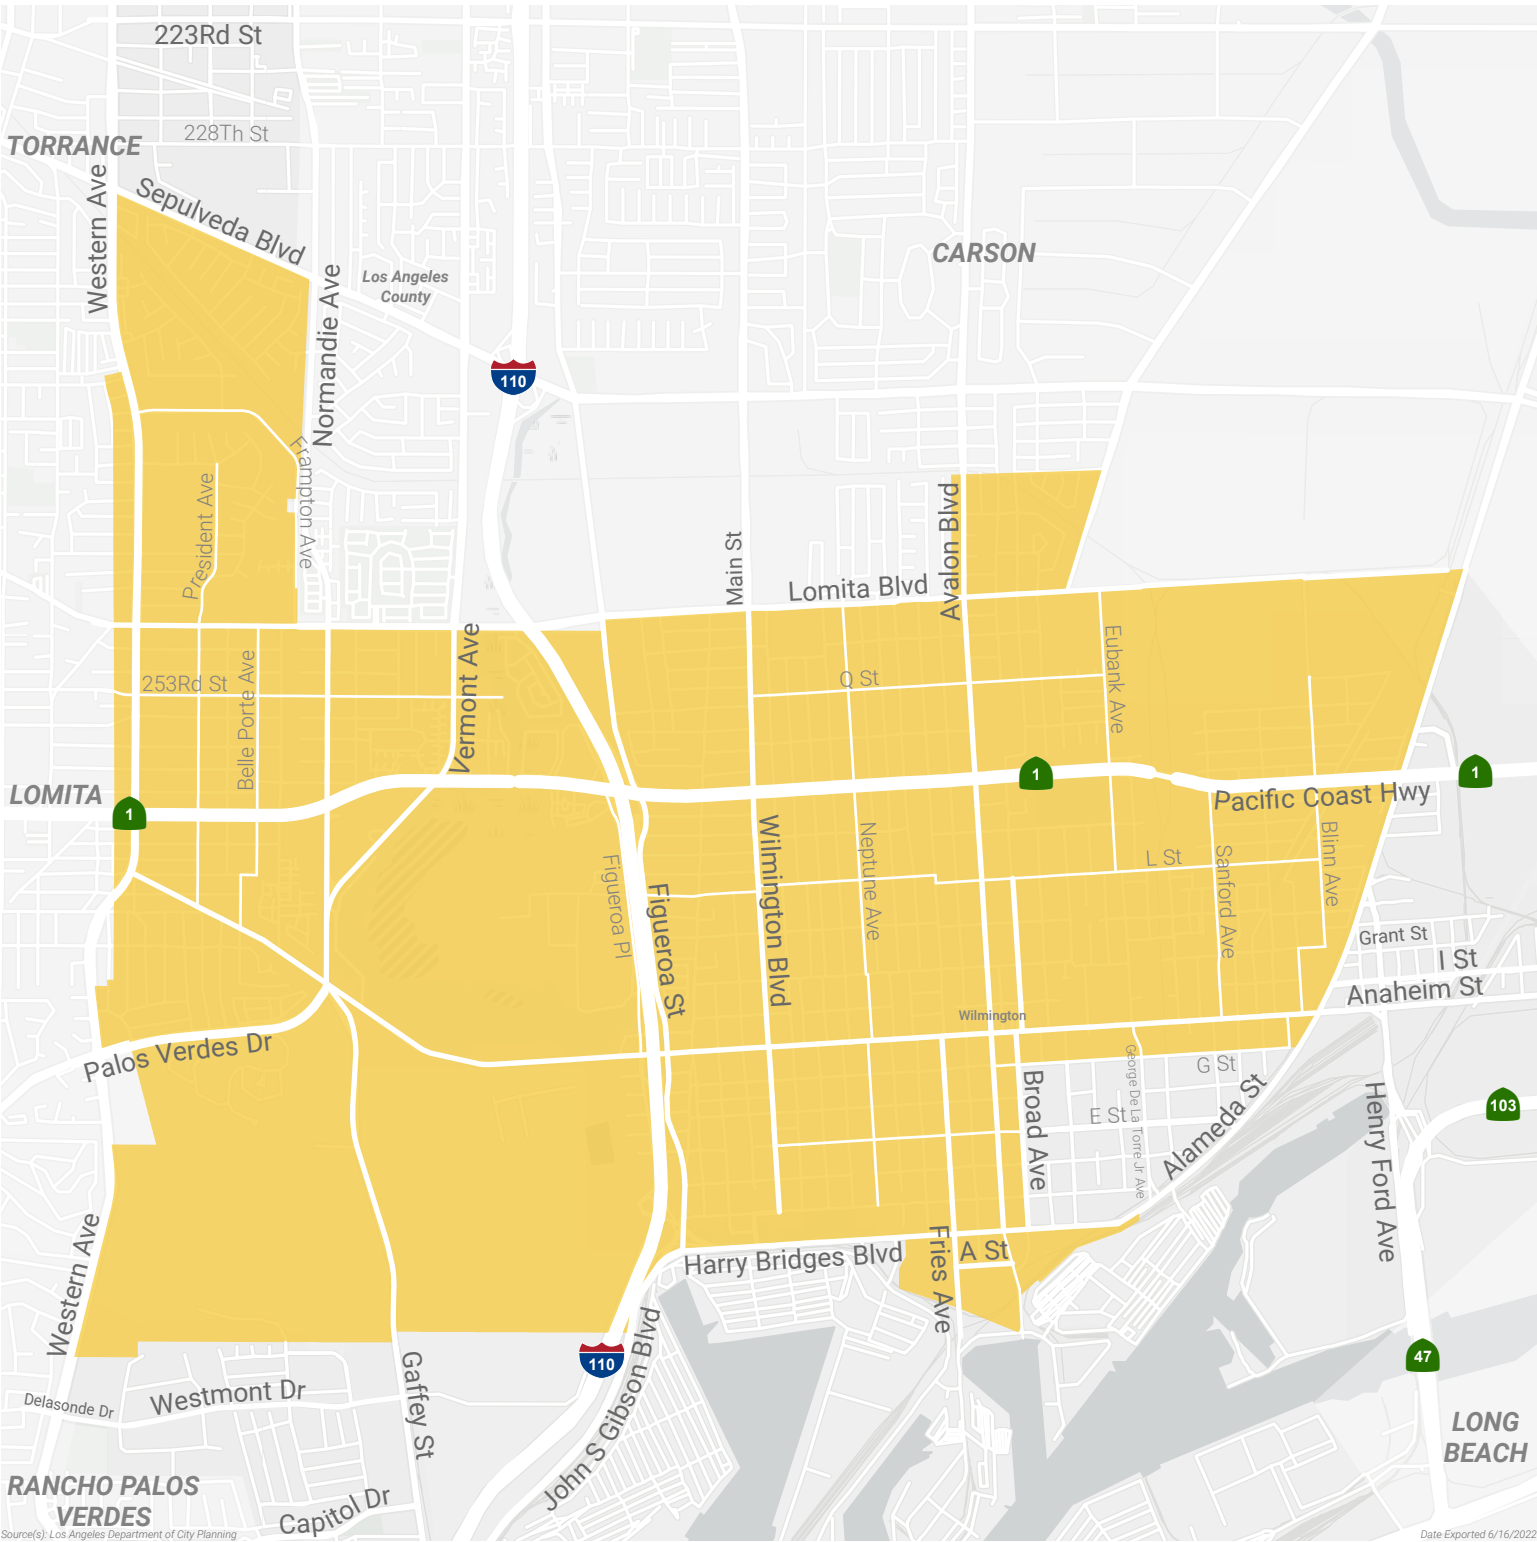 223Rd St
228Th St
TORRANCE
Western Ave
Sepulveda Blvd
CARSON
Los Angeles
County
Normandie Ave
110
Frampton Ave
President Ave
Avalon Blvd
Main St
Lomita Blvd
Eubank Ave
Vermont Ave
Belle Porte Ave
253Rd St
Q St
LOMITA
1
1
1
Pacific Coast Hwy
Wilmington Blvd
Neptune Ave
L St
Sanford Ave
Blinn Ave
Figueroa Pl
Figueroa St
Grant St
I St
Anaheim St
Wilmington
Palos Verdes Dr
George De La Torre Jr Ave
G St
E St
Broad Ave
Alameda St
Henry Ford Ave
103
Western Ave
Harry Bridges Blvd
Fries Ave
A St
110
John S Gibson Blvd
Gaffey St
47
Delasonde Dr
Westmont Dr
LONG
BEACH
RANCHO PALOS
VERDES
Capitol Dr
Source(s): Los Angeles Department of City Planning
Date Exported 6/16/2022